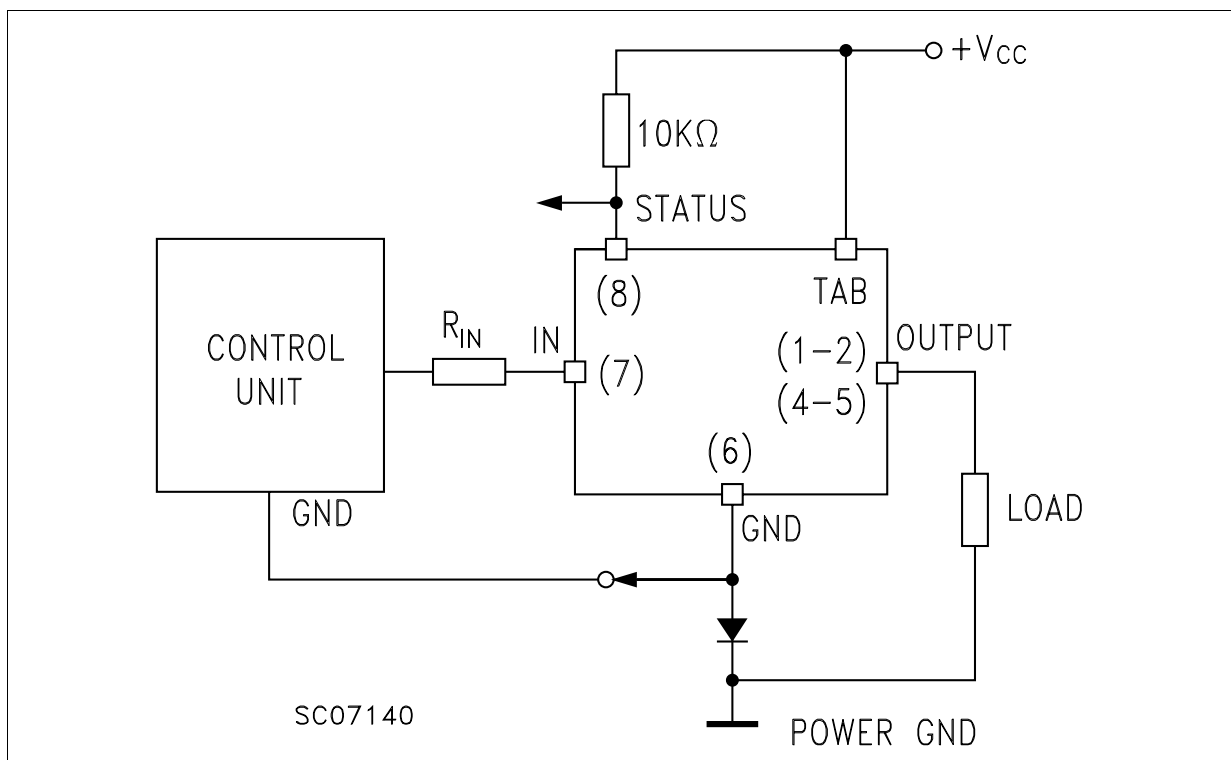 +VCC
10KΩ
STATUS
(8)
TAB
CONTROL
UNIT
RIN
IN
(7)
OUTPUT
(1-2)
(4-5)
(6)
GND
GND
LOAD
SC07140
POWER GND